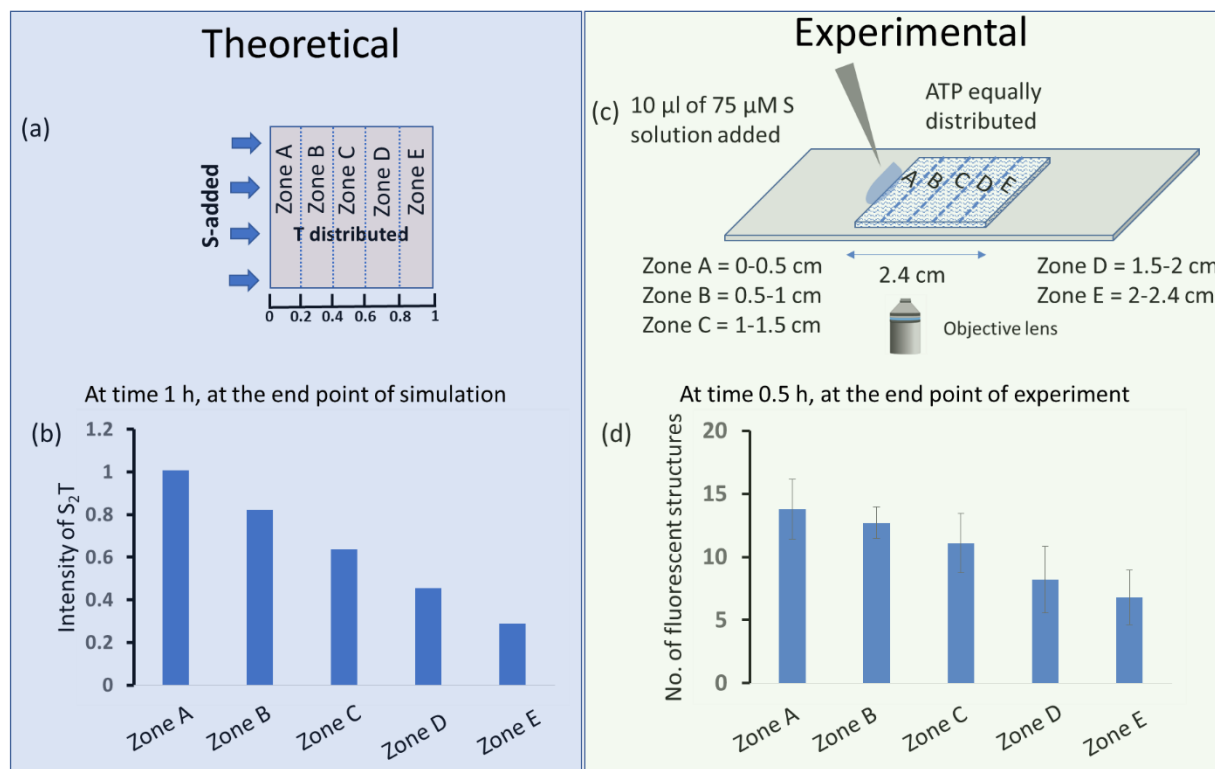 Theoretical
(a)
S-added
Zone A
Zone B
Zone C
Zone D
Zone E
T distributed
0 0.2 0.4 0.6 0.8 1
At time 1 h, at the end point of simulation
(b)
Intensity of S₂T
1.2
1
0.8
0.6
0.4
0.2
0
Zone A Zone B Zone C Zone D Zone E
Experimental
(c)
10 µl of 75 µM S
solution added
ATP equally
distributed
A B C D E
Zone A = 0-0.5 cm
Zone B = 0.5-1 cm
Zone C = 1-1.5 cm
2.4 cm
Zone D = 1.5-2 cm
Zone E = 2-2.4 cm
Objective lens
At time 0.5 h, at the end point of experiment
(d)
No. of fluorescent structures
20
15
10
5
0
Zone A Zone B Zone C Zone D Zone E